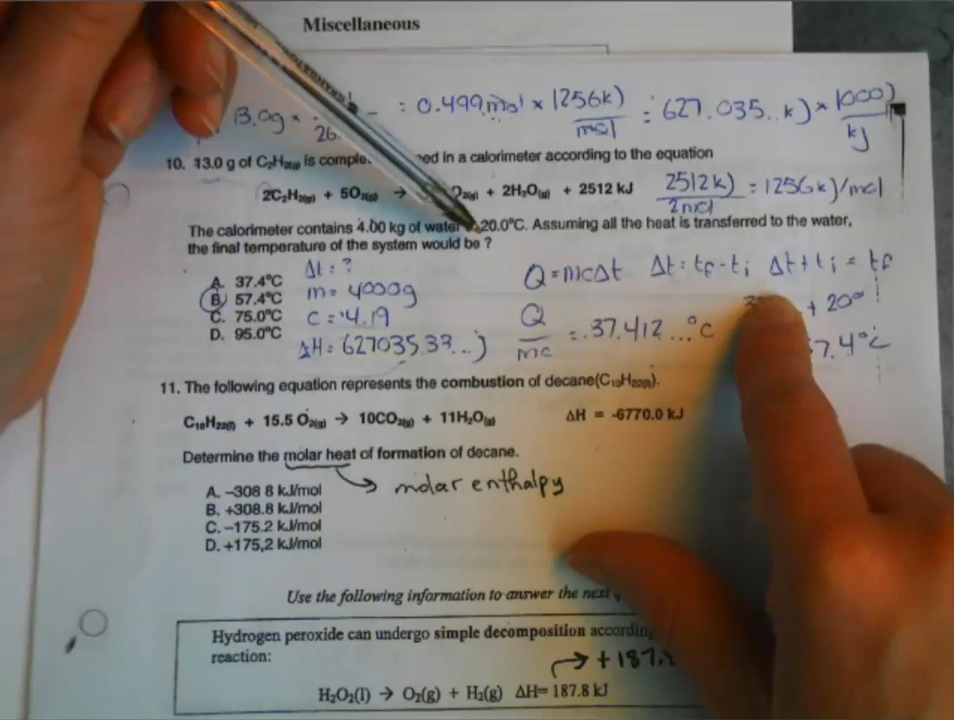 Miscellaneous
13.0g × 26. : 0.499 mol × 1256kJ/mol = 627.035..kJ × 1000J/kJ
10. 13.0 g of C₂H₂(g) is comple ed in a calorimeter according to the equation
2C₂H₂(g) + 5O₂(g) → + 2H₂O(g) + 2512 kJ 2512kJ/2mol = 1256kJ/mol
The calorimeter contains 4.00 kg of water 20.0°C. Assuming all the heat is transferred to the water,
the final temperature of the system would be ?
Q=mcΔt Δt = tf - ti Δt + ti = tf
A. 37.4°C Δt = ?
B. 57.4°C m = 4000g
C. 75.0°C c = 4.19
D. 95.0°C ΔH = 627035.33...J
Q/mc = 37.412...°C
+ 20°
7.4°C
11. The following equation represents the combustion of decane(C₁₀H₂₂(l)).
C₁₀H₂₂(l) + 15.5 O₂(g) → 10CO₂(g) + 11H₂O(g) ΔH = -6770.0 kJ
Determine the molar heat of formation of decane.
molar enthalpy
A. –308 8 kJ/mol
B. +308.8 kJ/mol
C. –175.2 kJ/mol
D. +175,2 kJ/mol
Use the following information to answer the next
Hydrogen peroxide can undergo simple decomposition according
reaction:
→ +187.8
H₂O₂(l) → O₂(g) + H₂(g) ΔH= 187.8 kJ